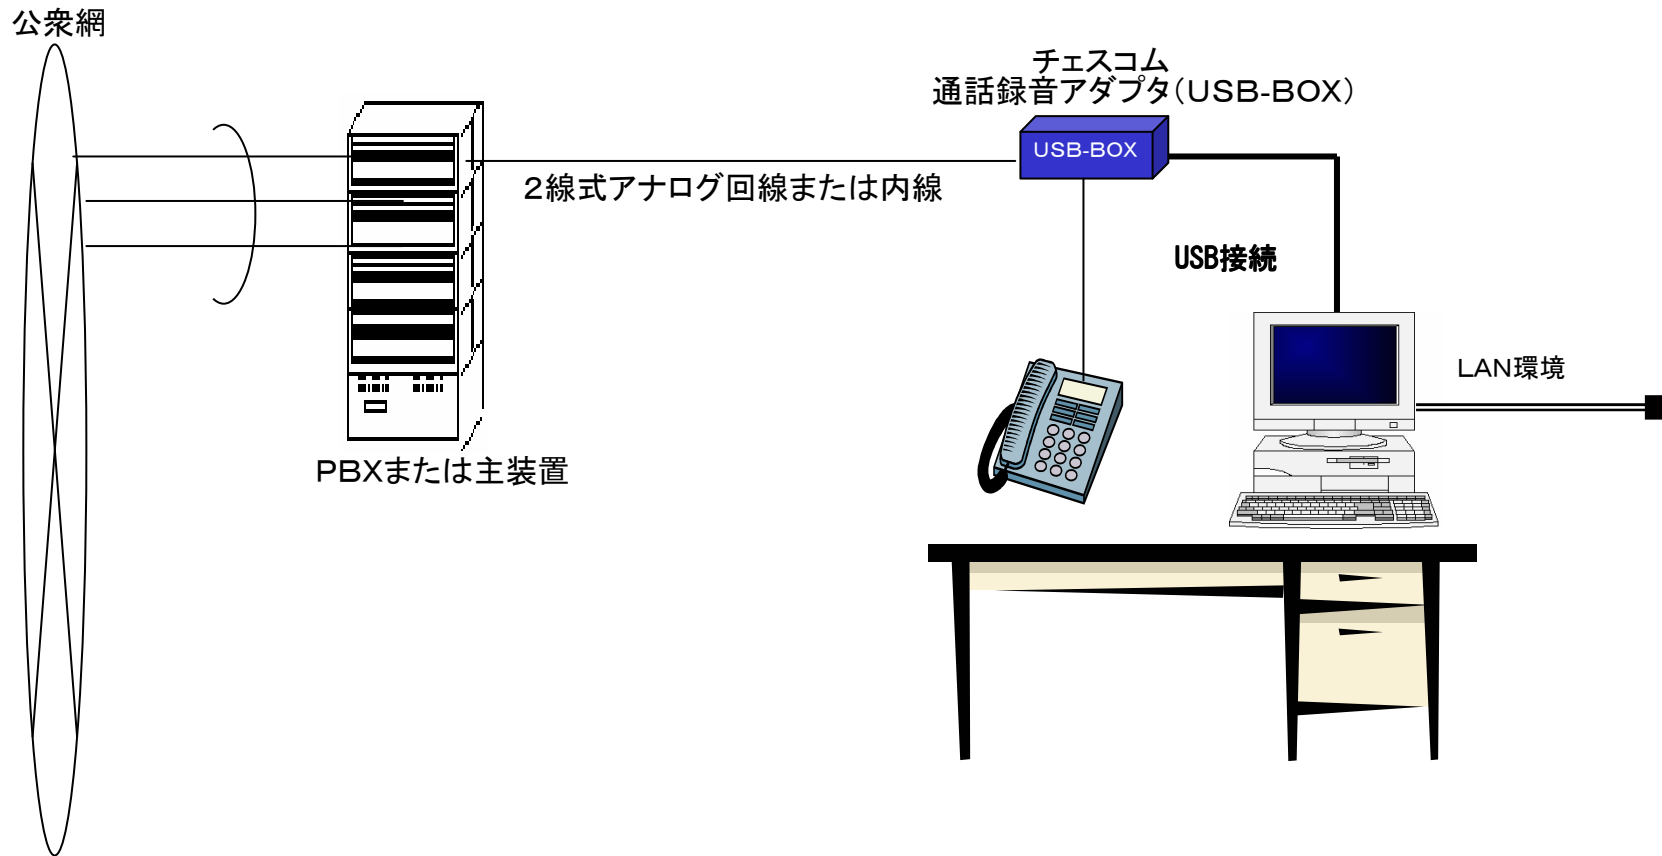 公衆網
チェスコム
通話録音アダプタ（USB-BOX）
USB-BOX
２線式アナログ回線または内線
USB接続
LAN環境
PBXまたは主装置